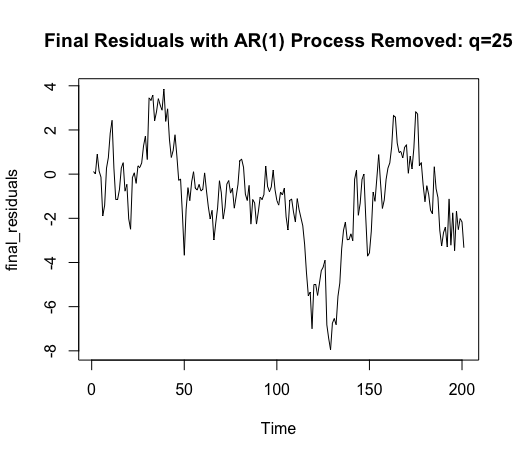 Final Residuals with AR(1) Process Removed: q=25
final_residuals
4
2
0
-2
-4
-6
-8
0 50 100 150 200
Time